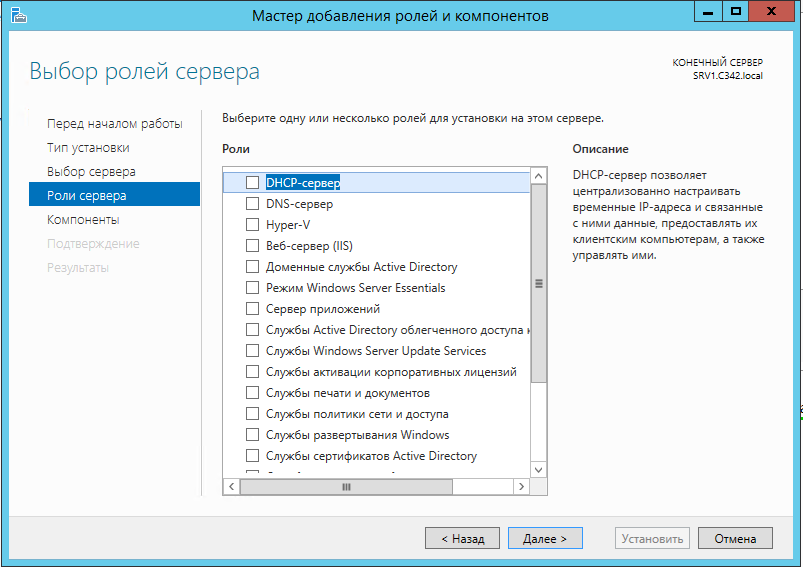 Мастер добавления ролей и компонентов
Выбор ролей сервера
КОНЕЧНЫЙ СЕРВЕР
SRV1.C342.local
Перед началом работы
Тип установки
Выбор сервера
Роли сервера
Компоненты
Подтверждение
Результаты
Выберите одну или несколько ролей для установки на этом сервере.
Роли
DHCP-сервер
DNS-сервер
Hyper-V
Веб-сервер (IIS)
Доменные службы Active Directory
Режим Windows Server Essentials
Сервер приложений
Службы Active Directory облегченного доступа
Службы Windows Server Update Services
Службы активации корпоративных лицензий
Службы печати и документов
Службы политики сети и доступа
Службы развертывания Windows
Службы сертификатов Active Directory
Описание
DHCP-сервер позволяет
централизованно настраивать
временные IP-адреса и связанные
с ними данные, предоставлять их
клиентским компьютерам, а также
управлять ими.
< Назад
Далее >
Установить
Отмена